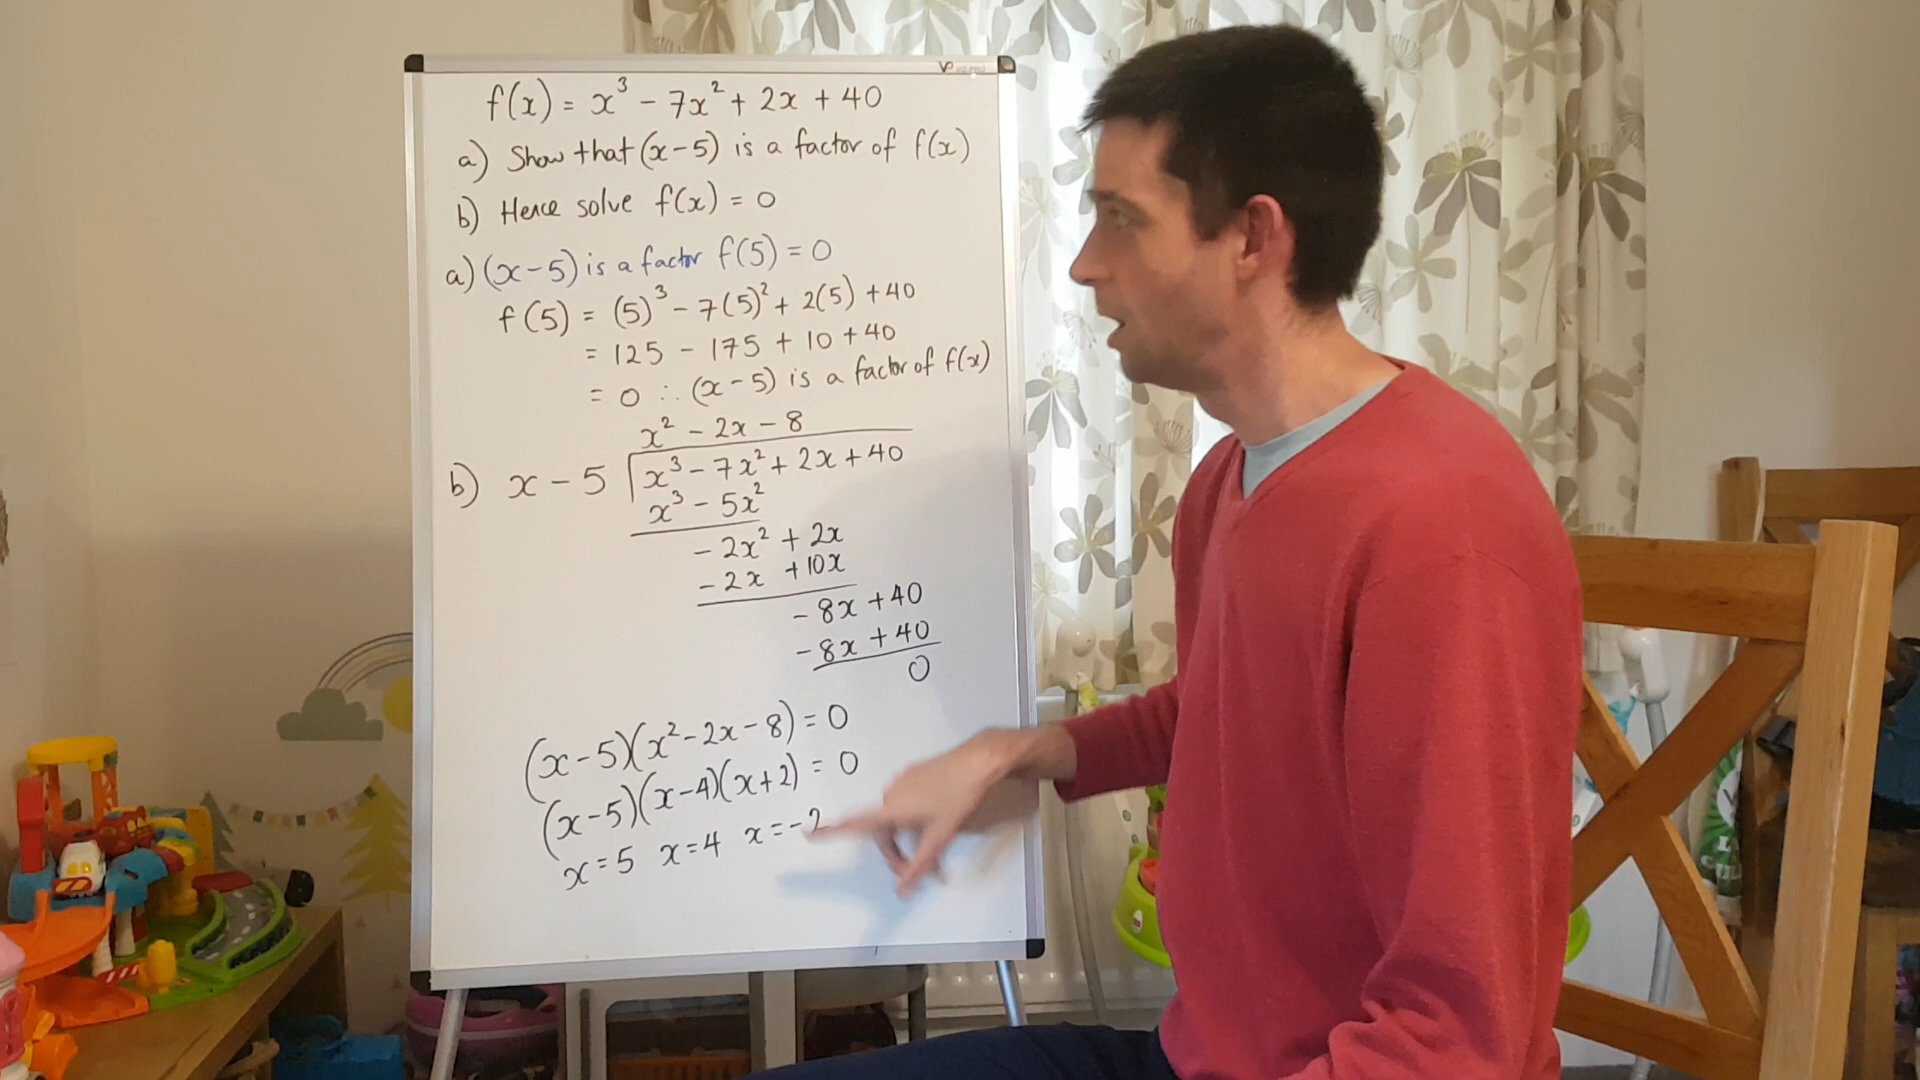 f(x) = x³ - 7x² + 2x + 40
a) Show that (x-5) is a factor of f(x)
b) Hence solve f(x) = 0
a) (x-5) is a factor f(5) = 0
f(5) = (5)³ - 7(5)² + 2(5) + 40
= 125 - 175 + 10 + 40
= 0 ∴ (x-5) is a factor of f(x)
x² - 2x - 8
b) x - 5 x³ - 7x² + 2x + 40
x³ - 5x²
- 2x² + 2x
- 2x + 10x
- 8x + 40
- 8x + 40
0
(x-5)(x²-2x-8) = 0
(x-5)(x-4)(x+2) = 0
x = 5 x = 4 x = -2